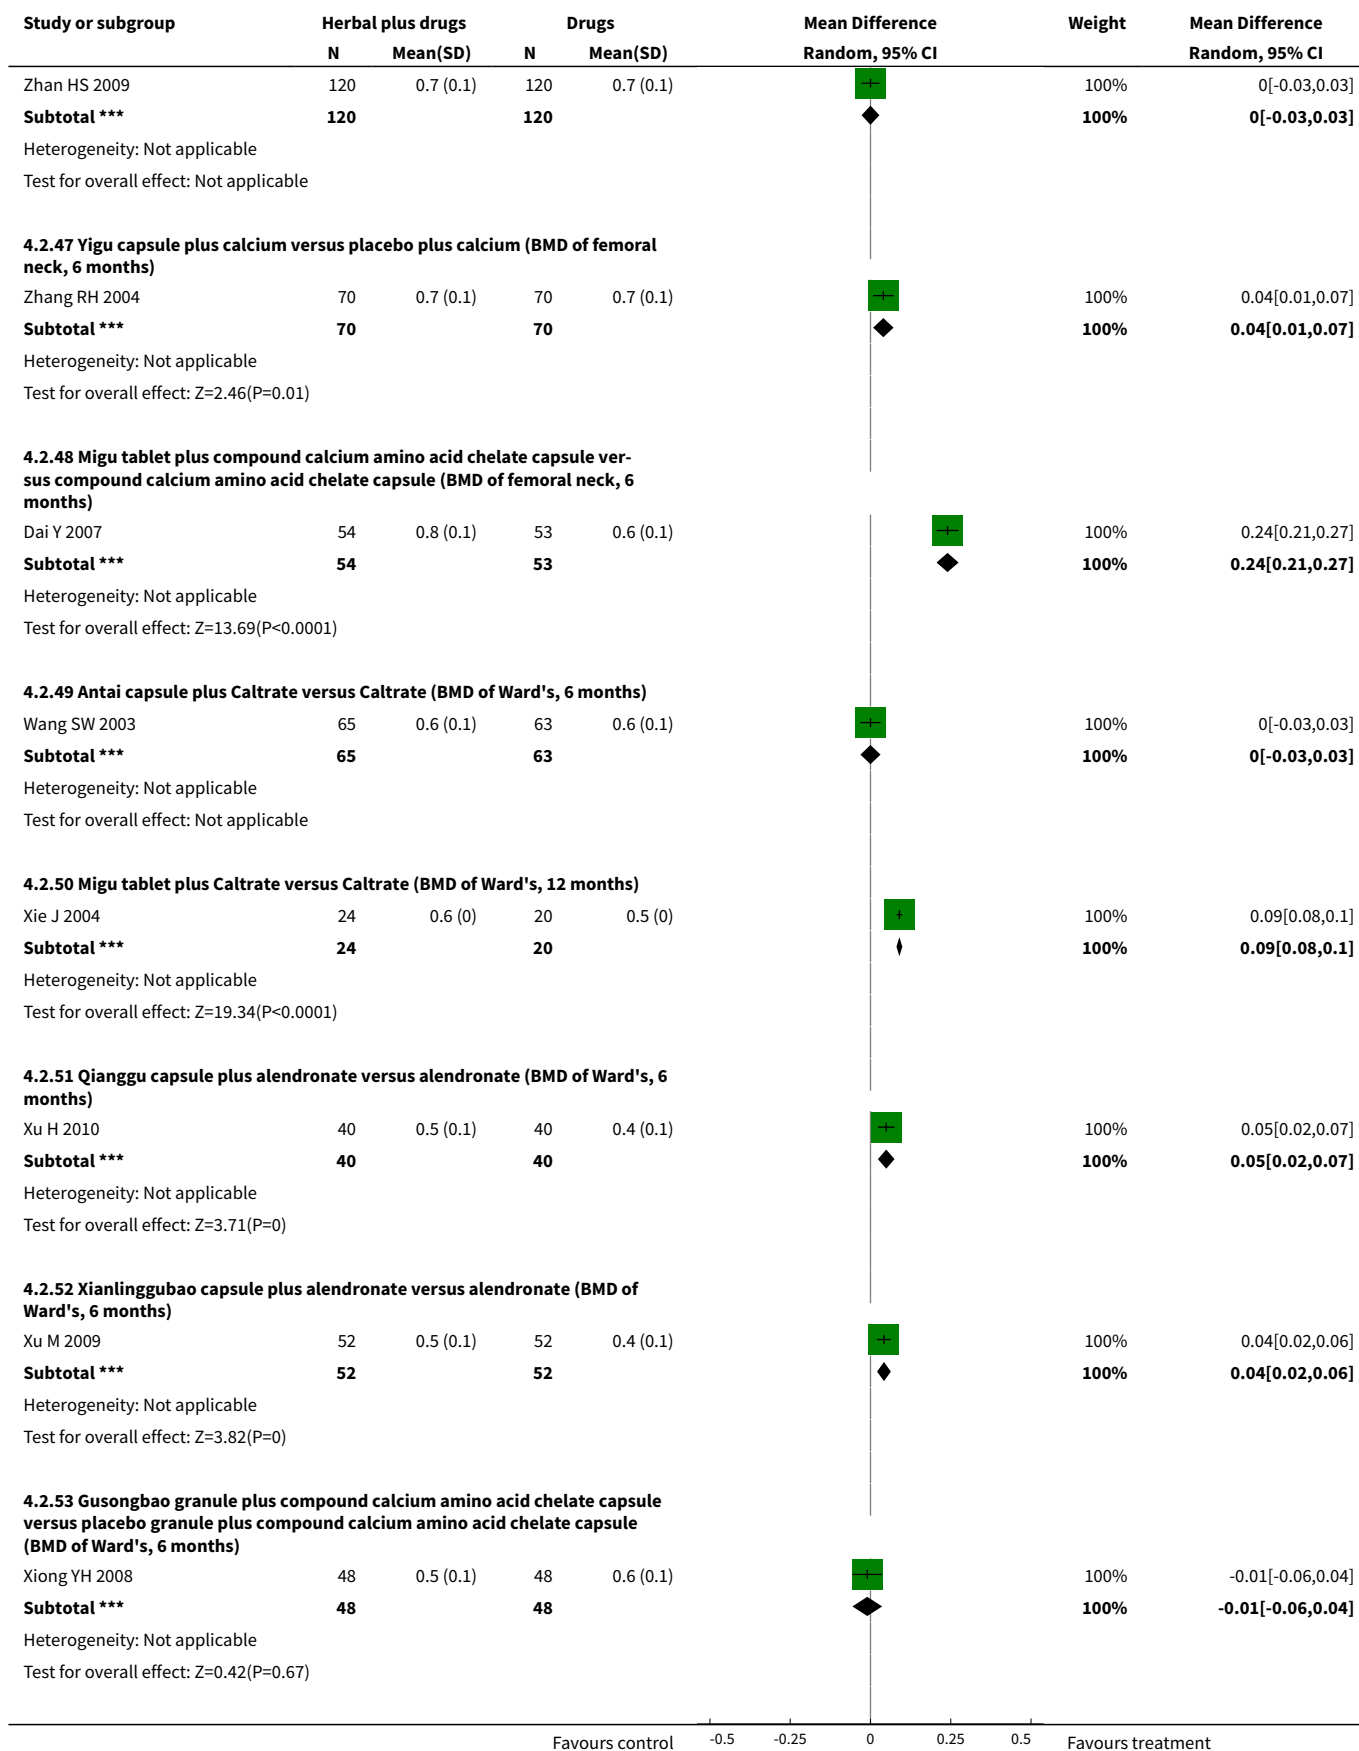 Study or subgroup Herbal plus drugs Drugs Mean Difference Weight Mean Difference
N Mean(SD) N Mean(SD) Random, 95% CI Random, 95% CI
Zhan HS 2009 120 0.7 (0.1) 120 0.7 (0.1) 100% 0[-0.03,0.03]
Subtotal *** 120 120 100% 0[-0.03,0.03]
Heterogeneity: Not applicable
Test for overall effect: Not applicable
4.2.47 Yigu capsule plus calcium versus placebo plus calcium (BMD of femoral
neck, 6 months)
Zhang RH 2004 70 0.7 (0.1) 70 0.7 (0.1) 100% 0.04[0.01,0.07]
Subtotal *** 70 70 100% 0.04[0.01,0.07]
Heterogeneity: Not applicable
Test for overall effect: Z=2.46(P=0.01)
4.2.48 Migu tablet plus compound calcium amino acid chelate capsule ver-
sus compound calcium amino acid chelate capsule (BMD of femoral neck, 6
months)
Dai Y 2007 54 0.8 (0.1) 53 0.6 (0.1) 100% 0.24[0.21,0.27]
Subtotal *** 54 53 100% 0.24[0.21,0.27]
Heterogeneity: Not applicable
Test for overall effect: Z=13.69(P<0.0001)
4.2.49 Antai capsule plus Caltrate versus Caltrate (BMD of Ward's, 6 months)
Wang SW 2003 65 0.6 (0.1) 63 0.6 (0.1) 100% 0[-0.03,0.03]
Subtotal *** 65 63 100% 0[-0.03,0.03]
Heterogeneity: Not applicable
Test for overall effect: Not applicable
4.2.50 Migu tablet plus Caltrate versus Caltrate (BMD of Ward's, 12 months)
Xie J 2004 24 0.6 (0) 20 0.5 (0) 100% 0.09[0.08,0.1]
Subtotal *** 24 20 100% 0.09[0.08,0.1]
Heterogeneity: Not applicable
Test for overall effect: Z=19.34(P<0.0001)
4.2.51 Qianggu capsule plus alendronate versus alendronate (BMD of Ward's, 6
months)
Xu H 2010 40 0.5 (0.1) 40 0.4 (0.1) 100% 0.05[0.02,0.07]
Subtotal *** 40 40 100% 0.05[0.02,0.07]
Heterogeneity: Not applicable
Test for overall effect: Z=3.71(P=0)
4.2.52 Xianlinggubao capsule plus alendronate versus alendronate (BMD of
Ward's, 6 months)
Xu M 2009 52 0.5 (0.1) 52 0.4 (0.1) 100% 0.04[0.02,0.06]
Subtotal *** 52 52 100% 0.04[0.02,0.06]
Heterogeneity: Not applicable
Test for overall effect: Z=3.82(P=0)
4.2.53 Gusongbao granule plus compound calcium amino acid chelate capsule
versus placebo granule plus compound calcium amino acid chelate capsule
(BMD of Ward's, 6 months)
Xiong YH 2008 48 0.5 (0.1) 48 0.6 (0.1) 100% -0.01[-0.06,0.04]
Subtotal *** 48 48 100% -0.01[-0.06,0.04]
Heterogeneity: Not applicable
Test for overall effect: Z=0.42(P=0.67)
Favours control -0.5 -0.25 0 0.25 0.5 Favours treatment